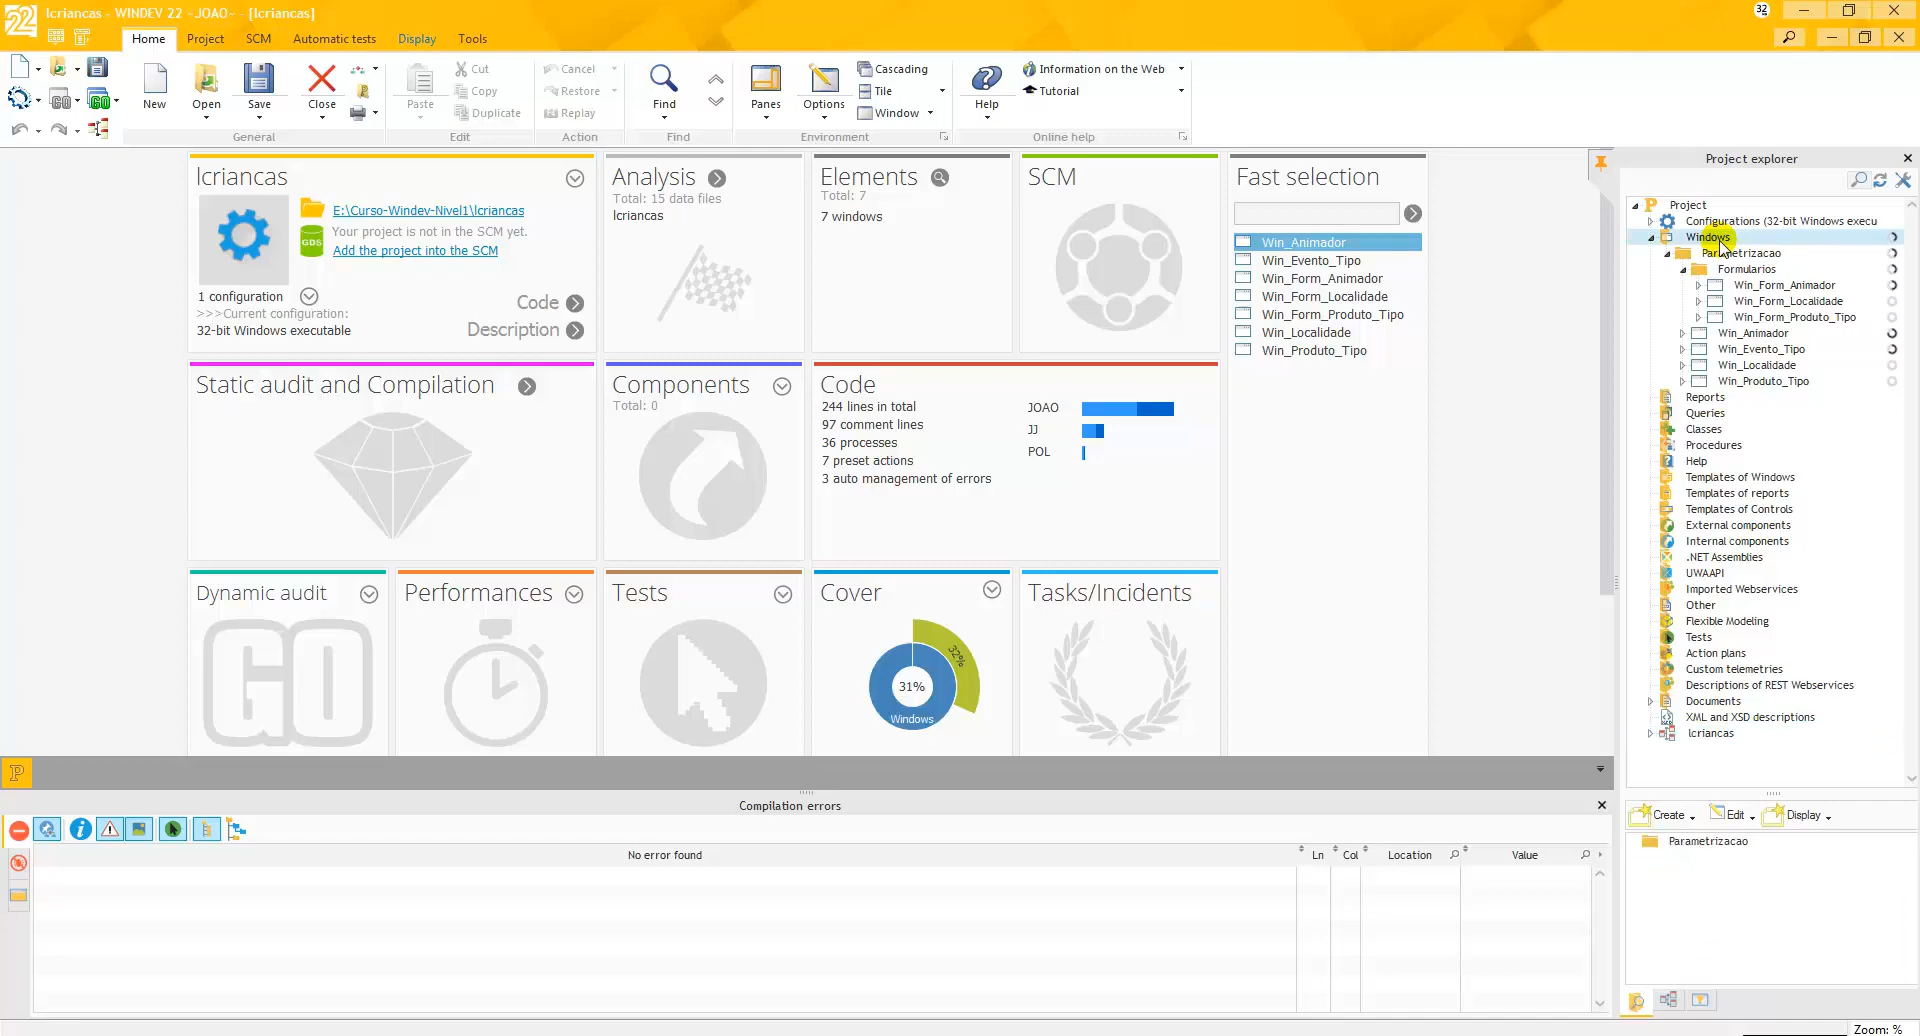 lcriancas - WINDEV 22 -JOAO- - [lcriancas]
32
Home Project SCM Automatic tests Display Tools
New Open Save Close
General
Paste Cut
Copy
Duplicate
Edit
Cancel
Restore
Replay
Action
Find
Find
Panes Options Cascading
Tile
Window
Environment
Help Information on the Web
Tutorial
Online help
lcriancas
E:\Curso-Windev-Nivel1\lcriancas
Your project is not in the SCM yet.
GDS
Add the project into the SCM
1 configuration
>>>Current configuration:
32-bit Windows executable
Code
Description
Analysis
Total: 15 data files
lcriancas
Elements
Total: 7
7 windows
SCM
Fast selection
Win_Animador
Win_Evento_Tipo
Win_Form_Animador
Win_Form_Localidade
Win_Form_Produto_Tipo
Win_Localidade
Win_Produto_Tipo
Static audit and Compilation
Components
Total: 0
Code
244 lines in total
97 comment lines
36 processes
7 preset actions
3 auto management of errors
JOAO
JJ
POL
Dynamic audit
GO
Performances
Tests
Cover
32%
31%
Windows
Tasks/Incidents
P
Compilation errors
No error found Ln Col Location Value
Project explorer
Project
Configurations (32-bit Windows execu
Windows
Parametrizacao
Formularios
Win_Form_Animador
Win_Form_Localidade
Win_Form_Produto_Tipo
Win_Animador
Win_Evento_Tipo
Win_Localidade
Win_Produto_Tipo
Reports
Queries
Classes
Procedures
Help
Templates of Windows
Templates of reports
Templates of Controls
External components
Internal components
.NET Assemblies
UWAAPI
Imported Webservices
Other
Flexible Modeling
Tests
Action plans
Custom telemetries
Descriptions of REST Webservices
Documents
XML and XSD descriptions
lcriancas
Create Edit Display
Parametrizacao
Zoom: %